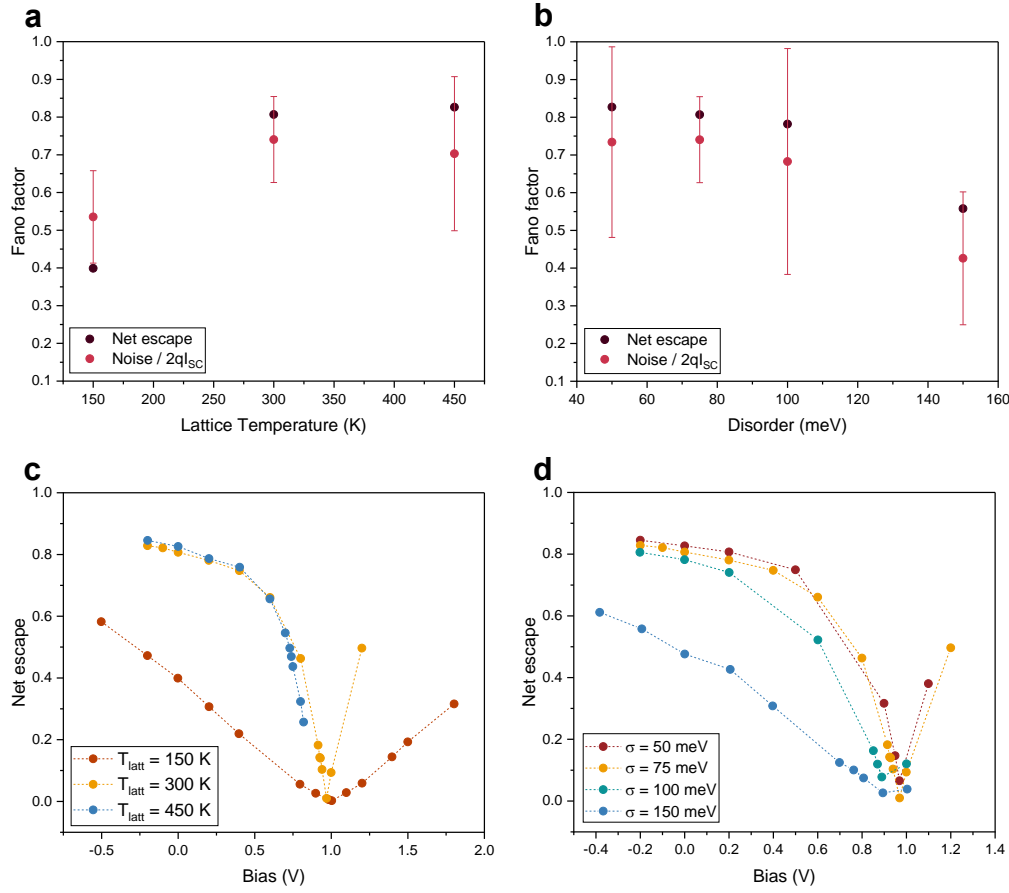 a
1.0
0.9
0.8
0.7
0.6
0.5
0.4
0.3
0.2
0.1
Fano factor
Net escape
Noise / 2qI_SC
150 200 250 300 350 400 450
Lattice Temperature (K)
b
1.0
0.9
0.8
0.7
0.6
0.5
0.4
0.3
0.2
0.1
Fano factor
Net escape
Noise / 2qI_SC
40 60 80 100 120 140 160
Disorder (meV)
c
1.0
0.8
0.6
0.4
0.2
0.0
Net escape
T_latt = 150 K
T_latt = 300 K
T_latt = 450 K
-0.5 0.0 0.5 1.0 1.5 2.0
Bias (V)
d
1.0
0.8
0.6
0.4
0.2
0.0
Net escape
σ = 50 meV
σ = 75 meV
σ = 100 meV
σ = 150 meV
-0.4 -0.2 0.0 0.2 0.4 0.6 0.8 1.0 1.2 1.4
Bias (V)